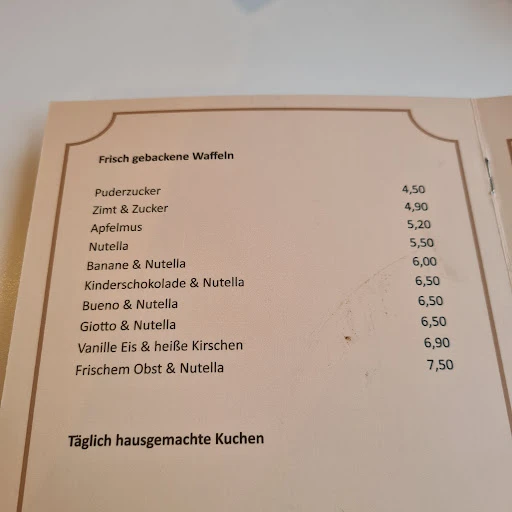 Frisch gebackene Waffeln
Puderzucker 4,50
Zimt & Zucker 4,90
Apfelmus 5,20
Nutella 5,50
Banane & Nutella 6,00
Kinderschokolade & Nutella 6,50
Bueno & Nutella 6,50
Giotto & Nutella 6,50
Vanille Eis & heiße Kirschen 6,90
Frischem Obst & Nutella 7,50
Täglich hausgemachte Kuchen